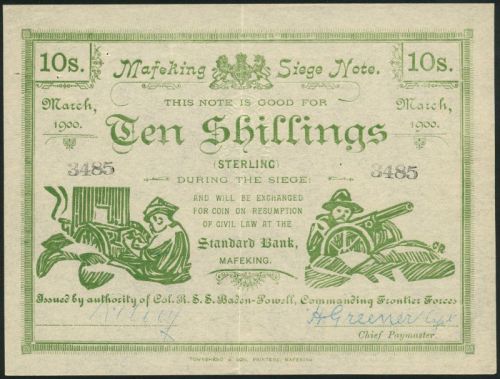 10s. Mafeking Siege Note. 10s.
March, THIS NOTE IS GOOD FOR March,
1900. Ten Shillings 1900.
(STERLING)
3485 DURING THE SIEGE: 3485
AND WILL BE EXCHANGED
FOR COIN ON RESUMPTION
OF CIVIL LAW AT THE
Standard Bank,
MAFEKING.
Issued by authority of Col. R. S. S. Baden-Powell, Commanding Frontier Forces
H Greener Capt
Chief Paymaster.
TOWNSHEND & SON, PRINTERS, MAFEKING